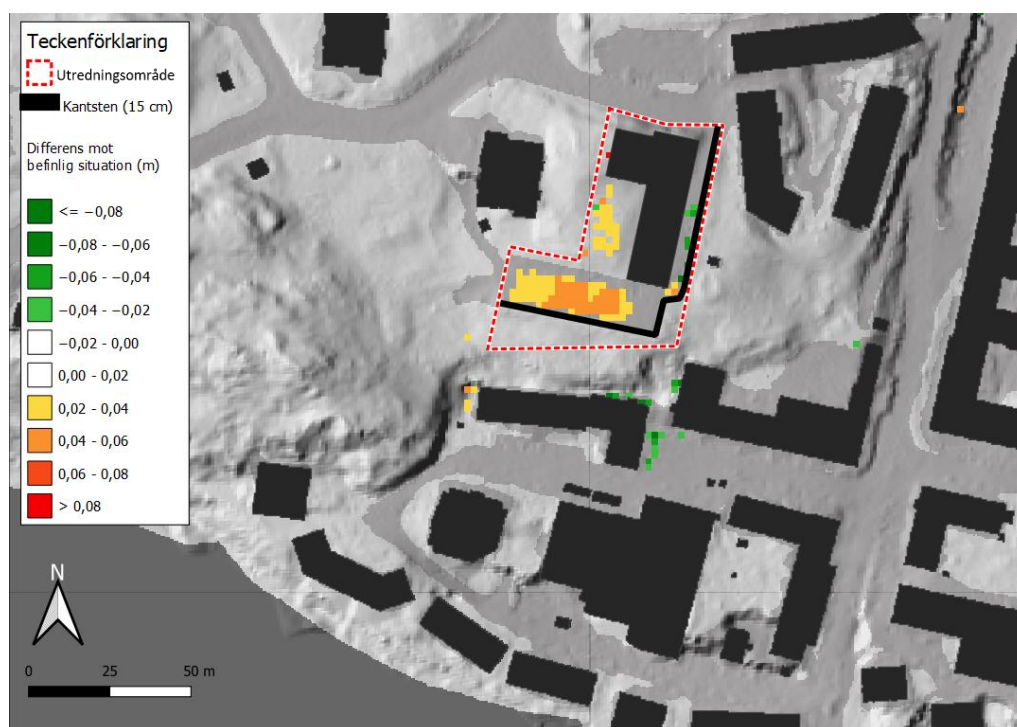 Teckenförklaring
Utredningsområde
Kantsten (15 cm)
Differens mot
befinlig situation (m)
<= −0,08
−0,08 - −0,06
−0,06 - −0,04
−0,04 - −0,02
−0,02 - 0,00
0,00 - 0,02
0,02 - 0,04
0,04 - 0,06
0,06 - 0,08
> 0,08
N
0 25 50 m